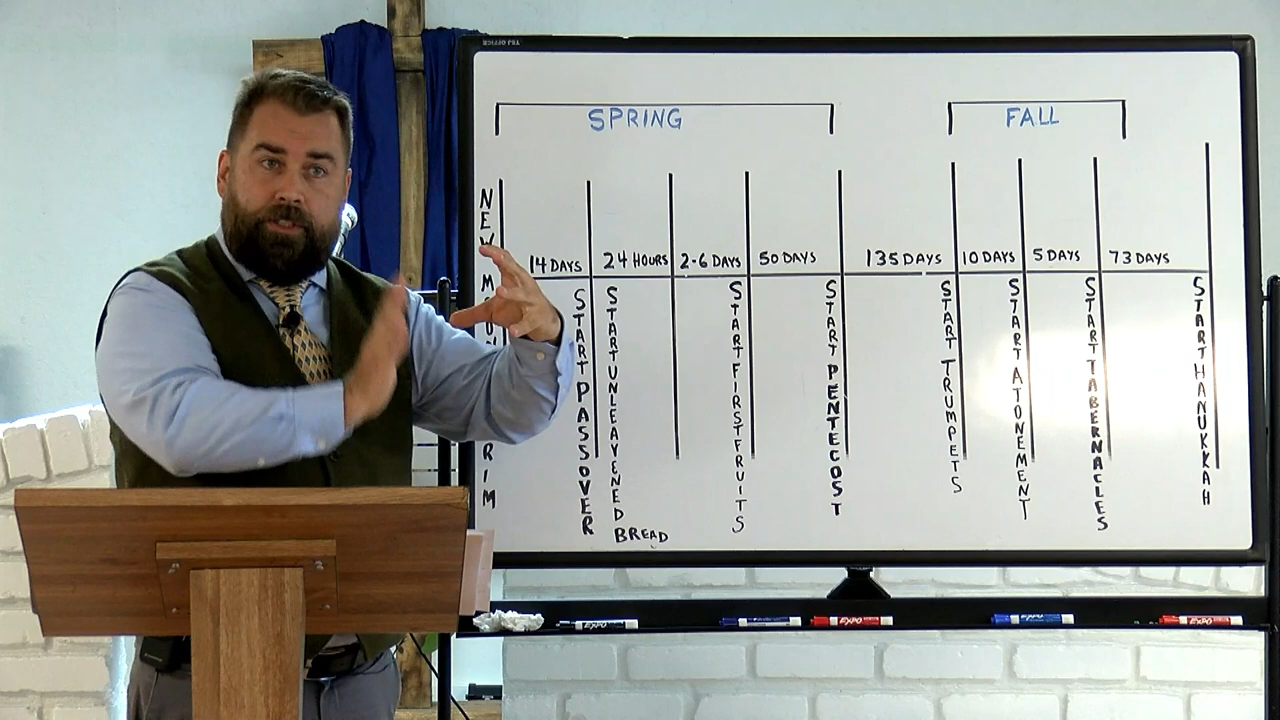 SPRING
FALL
14 DAYS
24 HOURS
2-6 DAYS
50 DAYS
135 DAYS
10 DAYS
5 DAYS
73 DAYS
NEW
START PASSOVER
START UNLEAVENED
BREAD
START FIRSTFRUITS
START PENTECOST
START TRUMPETS
START ATONEMENT
START TABERNACLES
START HANUKKAH
EXPO
EXPO
EXPO
EXPO